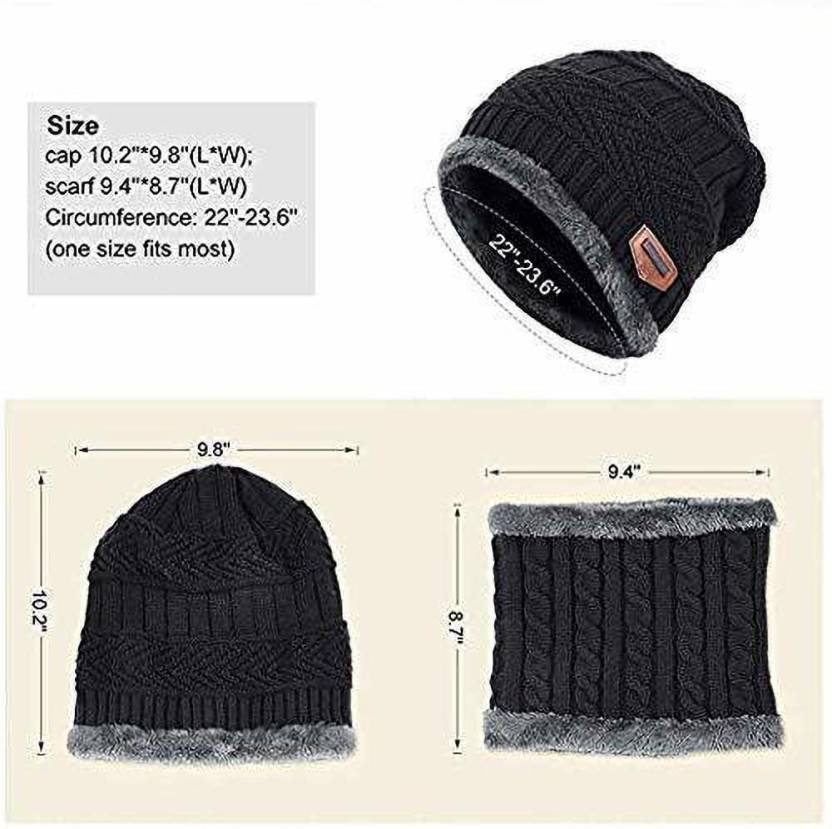 Size
cap 10.2"*9.8"(L*W);
scarf 9.4"*8.7"(L*W)
Circumference: 22"-23.6"
(one size fits most)
22"-23.6"
9.8"
10.2"
9.4"
8.7"